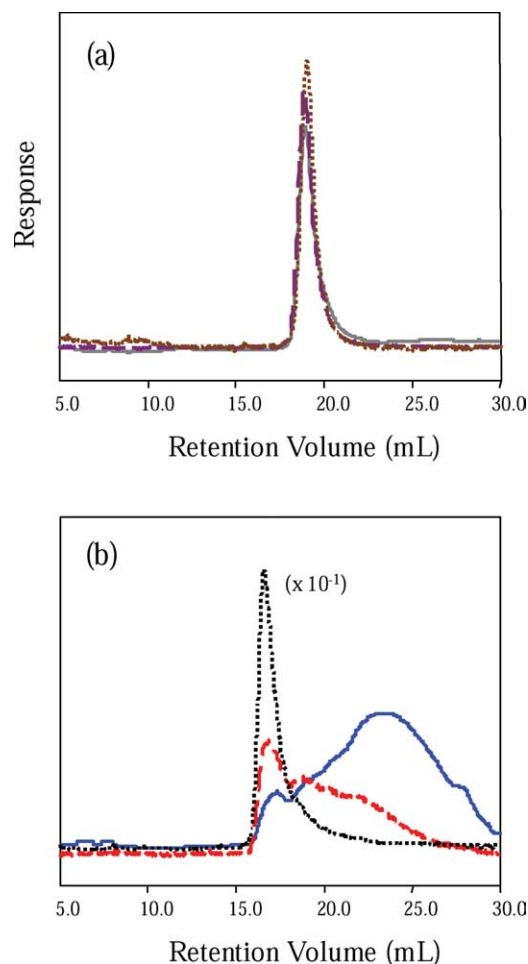 (a)
Response
5.0 10.0 15.0 20.0 25.0 30.0
Retention Volume (mL)
(b)
(x 10⁻¹)
5.0 10.0 15.0 20.0 25.0 30.0
Retention Volume (mL)